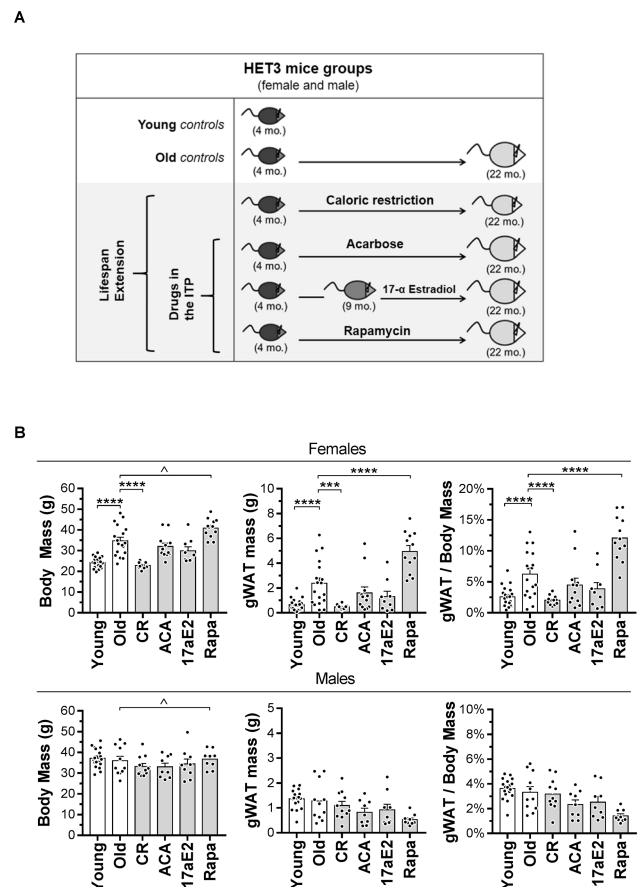 A
HET3 mice groups
(female and male)
Young controls
(4 mo.)
Old controls
(4 mo.)
(22 mo.)
Lifespan
Extension
Drugs in
the ITP
Caloric restriction
(4 mo.)
(22 mo.)
Acarbose
(4 mo.)
(22 mo.)
17-α Estradiol
(4 mo.)
(9 mo.)
(22 mo.)
Rapamycin
(4 mo.)
(22 mo.)
B
Females
Body Mass (g)
60
50
40
30
20
10
0
****
****
^
Young
Old
CR
ACA
17aE2
Rapa
gWAT mass (g)
10
8
6
4
2
0
****
***
****
Young
Old
CR
ACA
17aE2
Rapa
gWAT / Body Mass
20%
15%
10%
5%
0%
****
****
****
Young
Old
CR
ACA
17aE2
Rapa
Males
Body Mass (g)
60
50
40
30
20
10
0
^
Young
Old
CR
ACA
17aE2
Rapa
gWAT mass (g)
5
4
3
2
1
0
Young
Old
CR
ACA
17aE2
Rapa
gWAT / Body Mass
10%
8%
6%
4%
2%
0%
Young
Old
CR
ACA
17aE2
Rapa